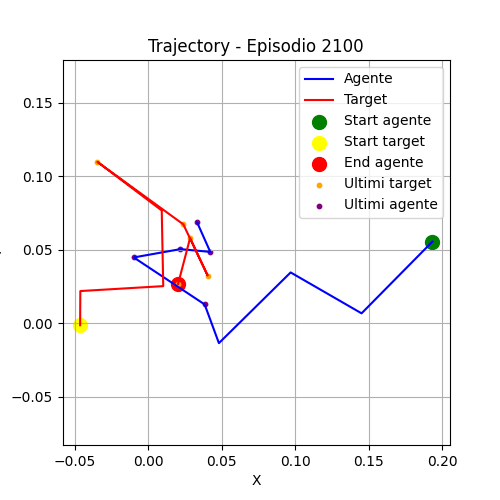 Trajectory - Episodio 2100
Agente
Target
Start agente
Start target
End agente
Ultimi target
Ultimi agente
0.15
0.10
0.05
0.00
−0.05
−0.05
0.00
0.05
0.10
0.15
0.20
X